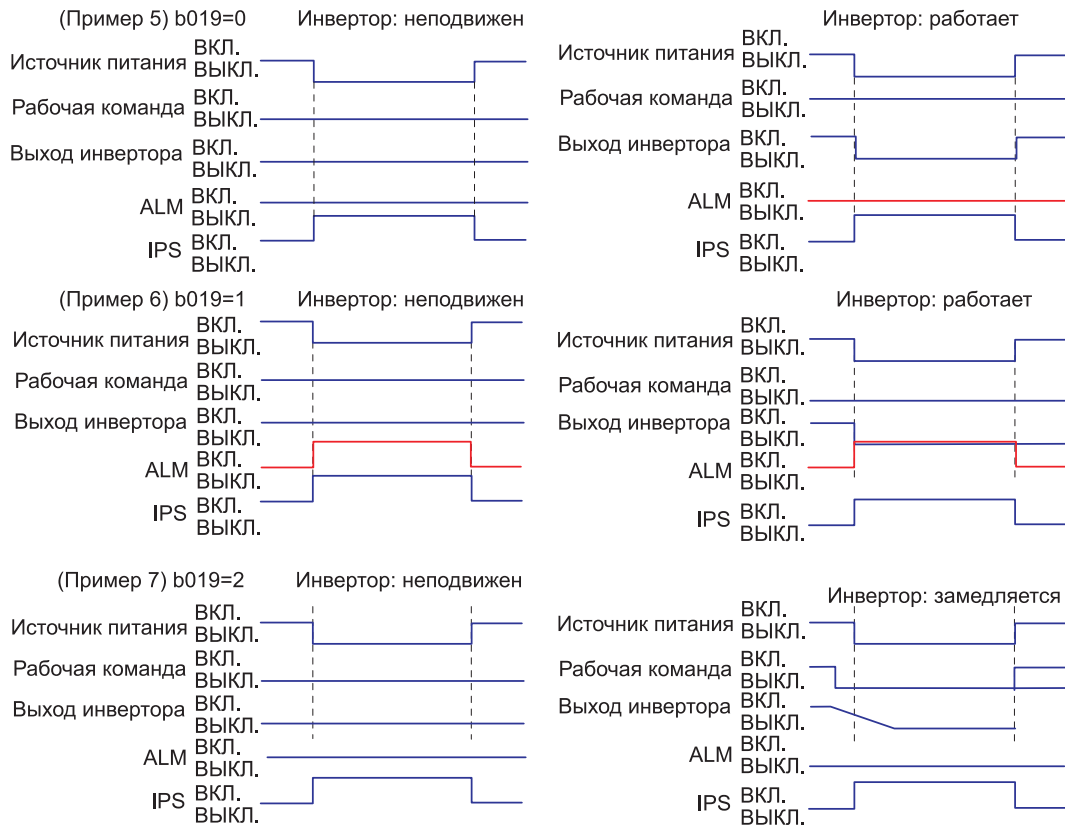 (Пример 5) b019=0 Инвертор: неподвижен
Источник питания ВКЛ.
ВЫКЛ.
Рабочая команда ВКЛ.
ВЫКЛ.
Выход инвертора ВКЛ.
ВЫКЛ.
ALM ВКЛ.
ВЫКЛ.
IPS ВКЛ.
ВЫКЛ.
Инвертор: работает
Источник питания ВКЛ.
ВЫКЛ.
Рабочая команда ВКЛ.
ВЫКЛ.
Выход инвертора ВКЛ.
ВЫКЛ.
ALM ВКЛ.
ВЫКЛ.
IPS ВКЛ.
ВЫКЛ.
(Пример 6) b019=1 Инвертор: неподвижен
Источник питания ВКЛ.
ВЫКЛ.
Рабочая команда ВКЛ.
ВЫКЛ.
Выход инвертора ВКЛ.
ВЫКЛ.
ALM ВКЛ.
ВЫКЛ.
IPS ВКЛ.
ВЫКЛ.
Инвертор: работает
Источник питания ВКЛ.
ВЫКЛ.
Рабочая команда ВКЛ.
ВЫКЛ.
Выход инвертора ВКЛ.
ВЫКЛ.
ALM ВКЛ.
ВЫКЛ.
IPS ВКЛ.
ВЫКЛ.
(Пример 7) b019=2 Инвертор: неподвижен
Источник питания ВКЛ.
ВЫКЛ.
Рабочая команда ВКЛ.
ВЫКЛ.
Выход инвертора ВКЛ.
ВЫКЛ.
ALM ВКЛ.
ВЫКЛ.
IPS ВКЛ.
ВЫКЛ.
Инвертор: замедляется
Источник питания ВКЛ.
ВЫКЛ.
Рабочая команда ВКЛ.
ВЫКЛ.
Выход инвертора ВКЛ.
ВЫКЛ.
ALM ВКЛ.
ВЫКЛ.
IPS ВКЛ.
ВЫКЛ.